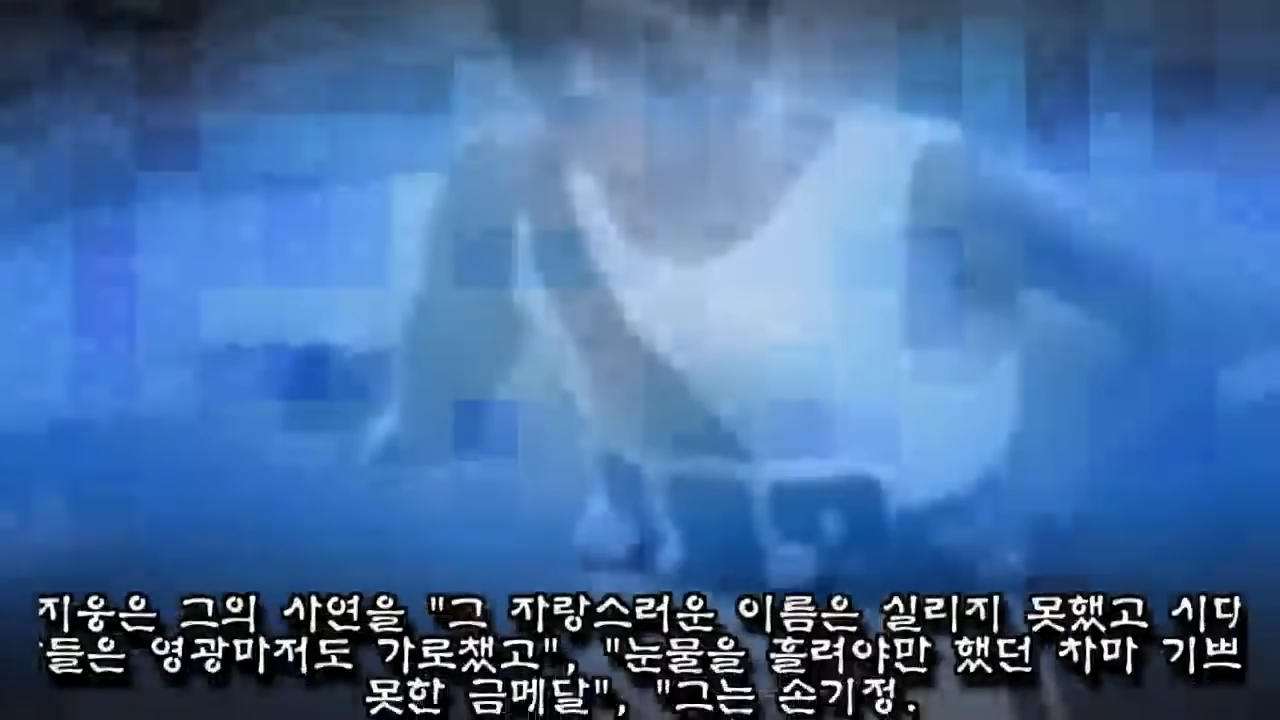 지웅은 그의 사연을 "그 자랑스러운 이름은 실리지 못했고 시다
들은 영광마저도 가로챘고", "눈물을 흘려야만 했던 차마 기쁘
못한 금메달", "그는 손기정.